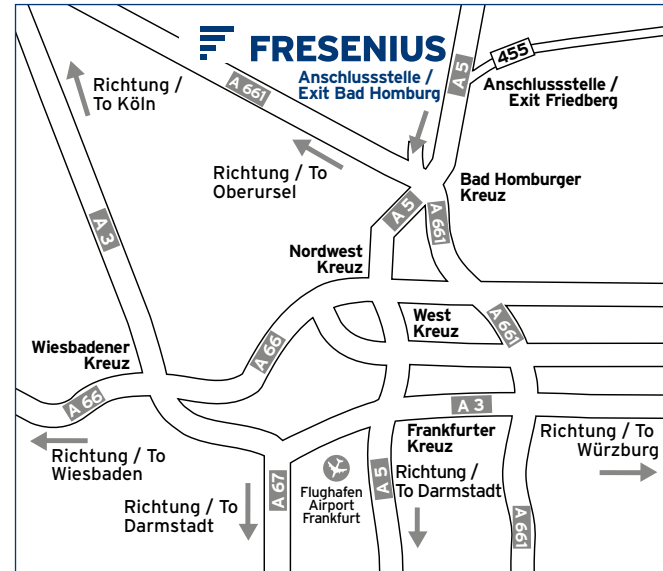 FRESENIUS
Anschlussstelle /
Exit Bad Homburg
455
A 5
Anschlussstelle /
Exit Friedberg
Richtung /
To Köln
A 661
Richtung / To
Oberursel
Bad Homburger
Kreuz
A 5
A 661
A 3
Nordwest
Kreuz
West
Kreuz
A 661
Wiesbadener
Kreuz
A 66
A 66
A 3
Frankfurter
Kreuz
Richtung / To
Würzburg
Richtung / To
Wiesbaden
Richtung / To
Darmstadt
A 67
Flughafen
Airport
Frankfurt
A 5
Richtung /
To Darmstadt
A 661